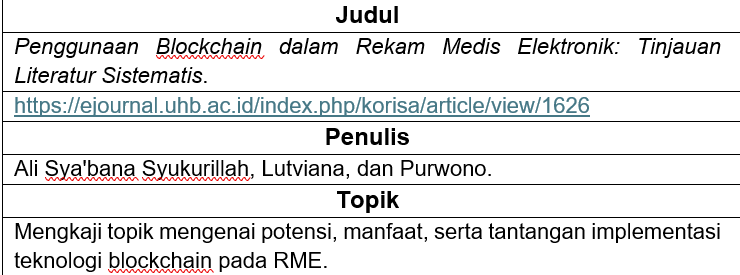 Judul
Penggunaan Blockchain dalam Rekam Medis Elektronik: Tinjauan
Literatur Sistematis.
https://ejournal.uhb.ac.id/index.php/korisa/article/view/1626
Penulis
Ali Sya'bana Syukurillah, Lutviana, dan Purwono.
Topik
Mengkaji topik mengenai potensi, manfaat, serta tantangan implementasi
teknologi blockchain pada RME.